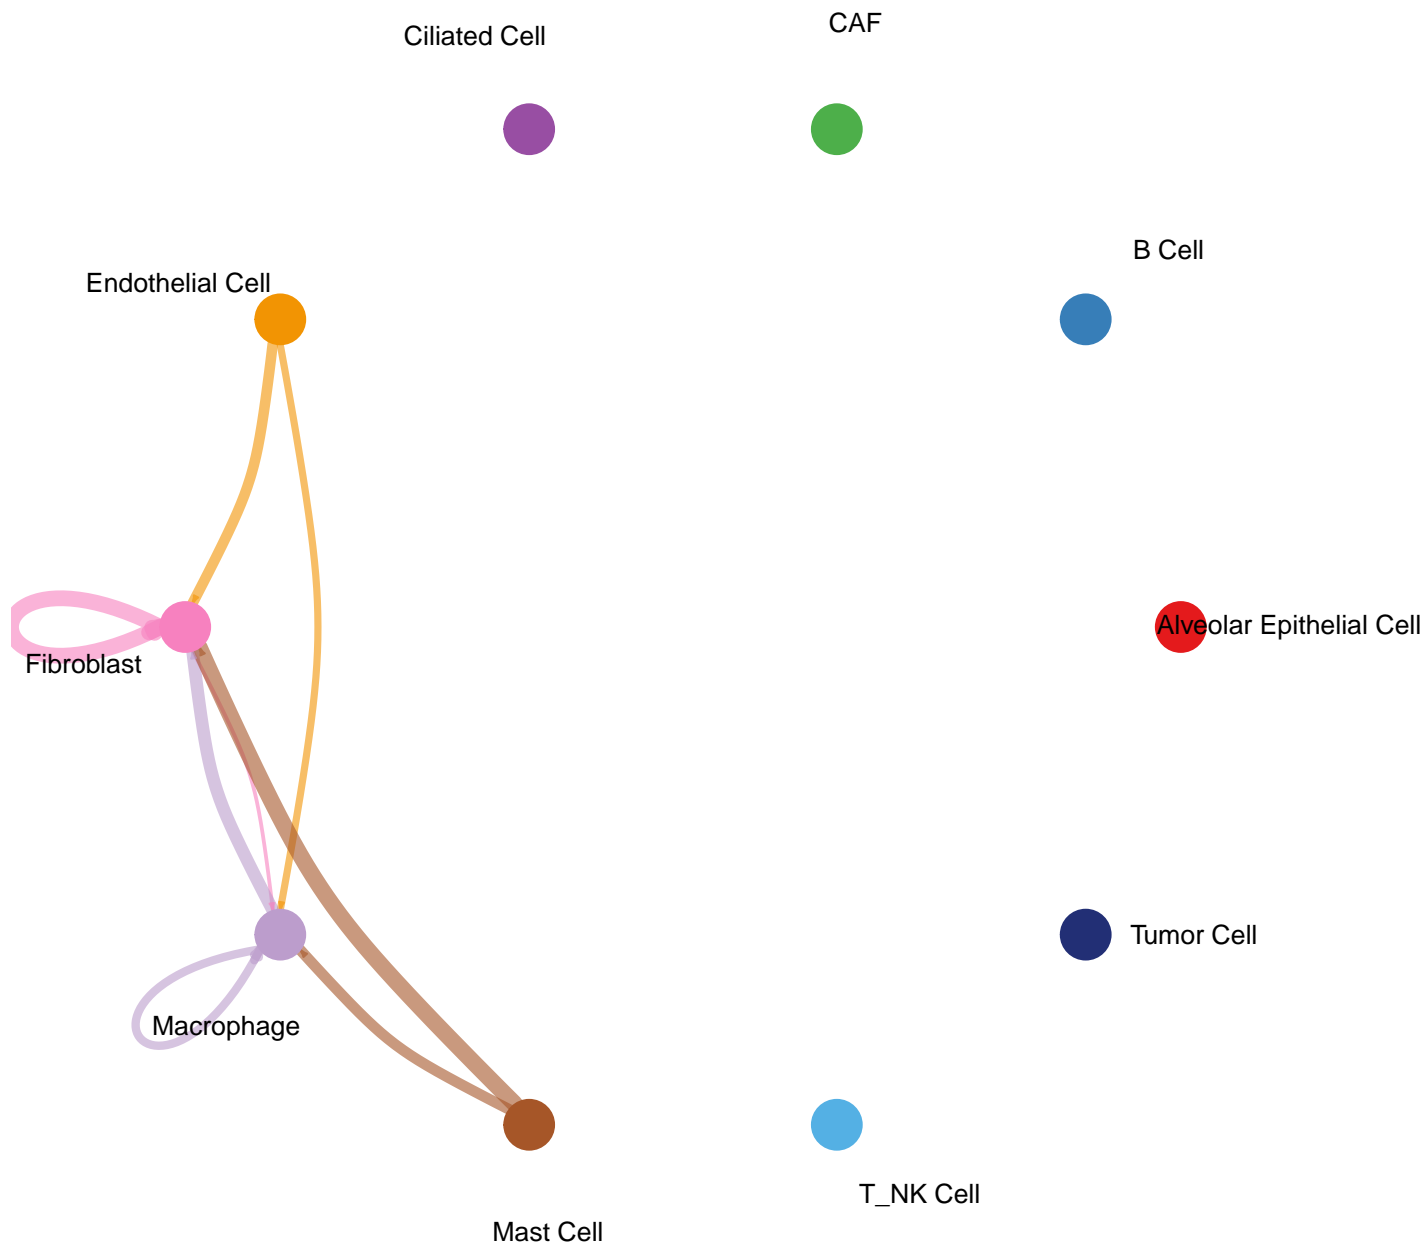 CAF
Ciliated Cell
B Cell
Endothelial Cell
Alveolar Epithelial Cell
Fibroblast
Tumor Cell
Macrophage
T_NK Cell
Mast Cell